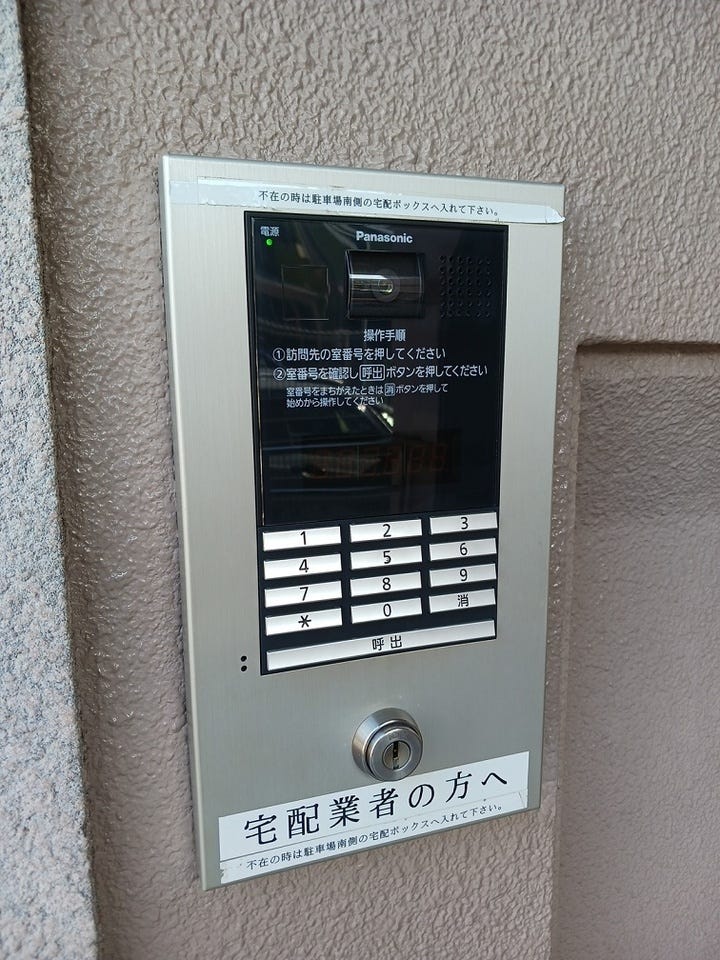 不在の時は駐車場南側の宅配ボックスへ入れて下さい。
電源
Panasonic
操作手順
①訪問先の室番号を押してください
②室番号を確認し呼出ボタンを押してください
室番号をまちがえたときは消ボタンを押して
始めから操作してください
1 2 3
4 5 6
7 8 9
* 0 消
呼出
宅配業者の方へ
不在の時は駐車場南側の宅配ボックスへ入れて下さい。